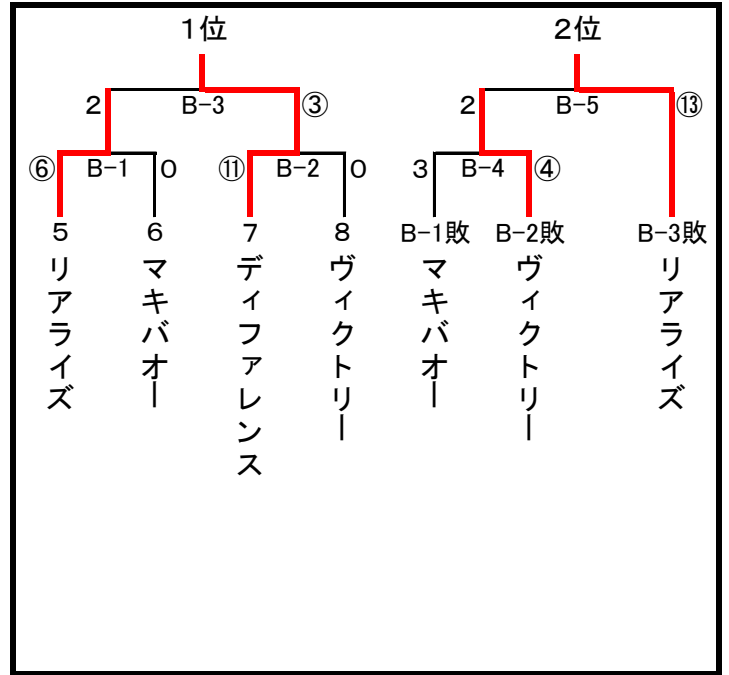 1位 2位
2 B-3 ③ 2 B-5 ⑬
⑥ B-1 0 ⑪ B-2 0 3 B-4 ④
5 6 7 8 B-1敗 B-2敗 B-3敗
リアライズ
マキバオー
ディファレンス
ヴィクトリー
マキバオー
ヴィクトリー
リアライズ